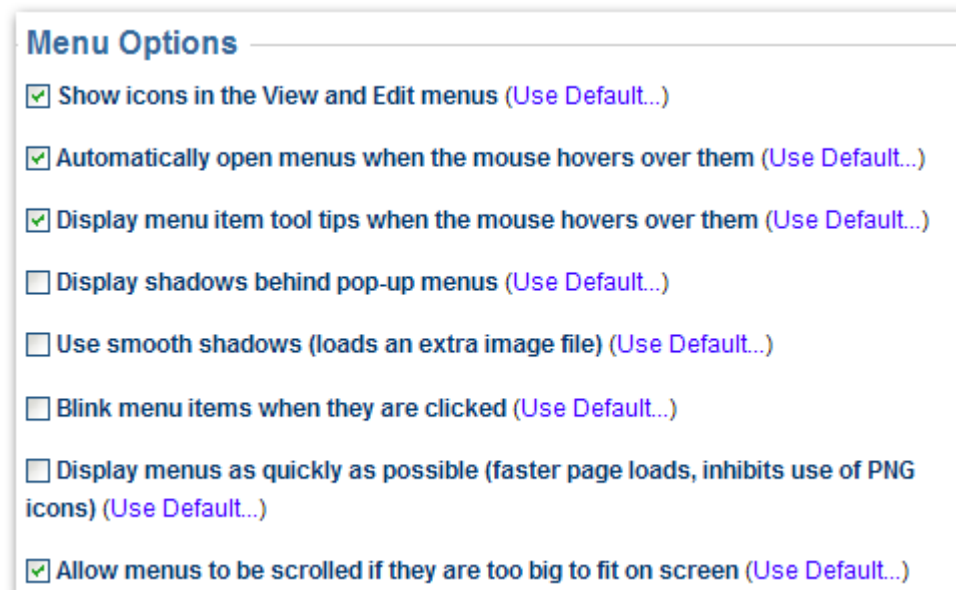 Menu Options
Show icons in the View and Edit menus (Use Default...)
Automatically open menus when the mouse hovers over them (Use Default...)
Display menu item tool tips when the mouse hovers over them (Use Default...)
Display shadows behind pop-up menus (Use Default...)
Use smooth shadows (loads an extra image file) (Use Default...)
Blink menu items when they are clicked (Use Default...)
Display menus as quickly as possible (faster page loads, inhibits use of PNG
icons) (Use Default...)
Allow menus to be scrolled if they are too big to fit on screen (Use Default...)